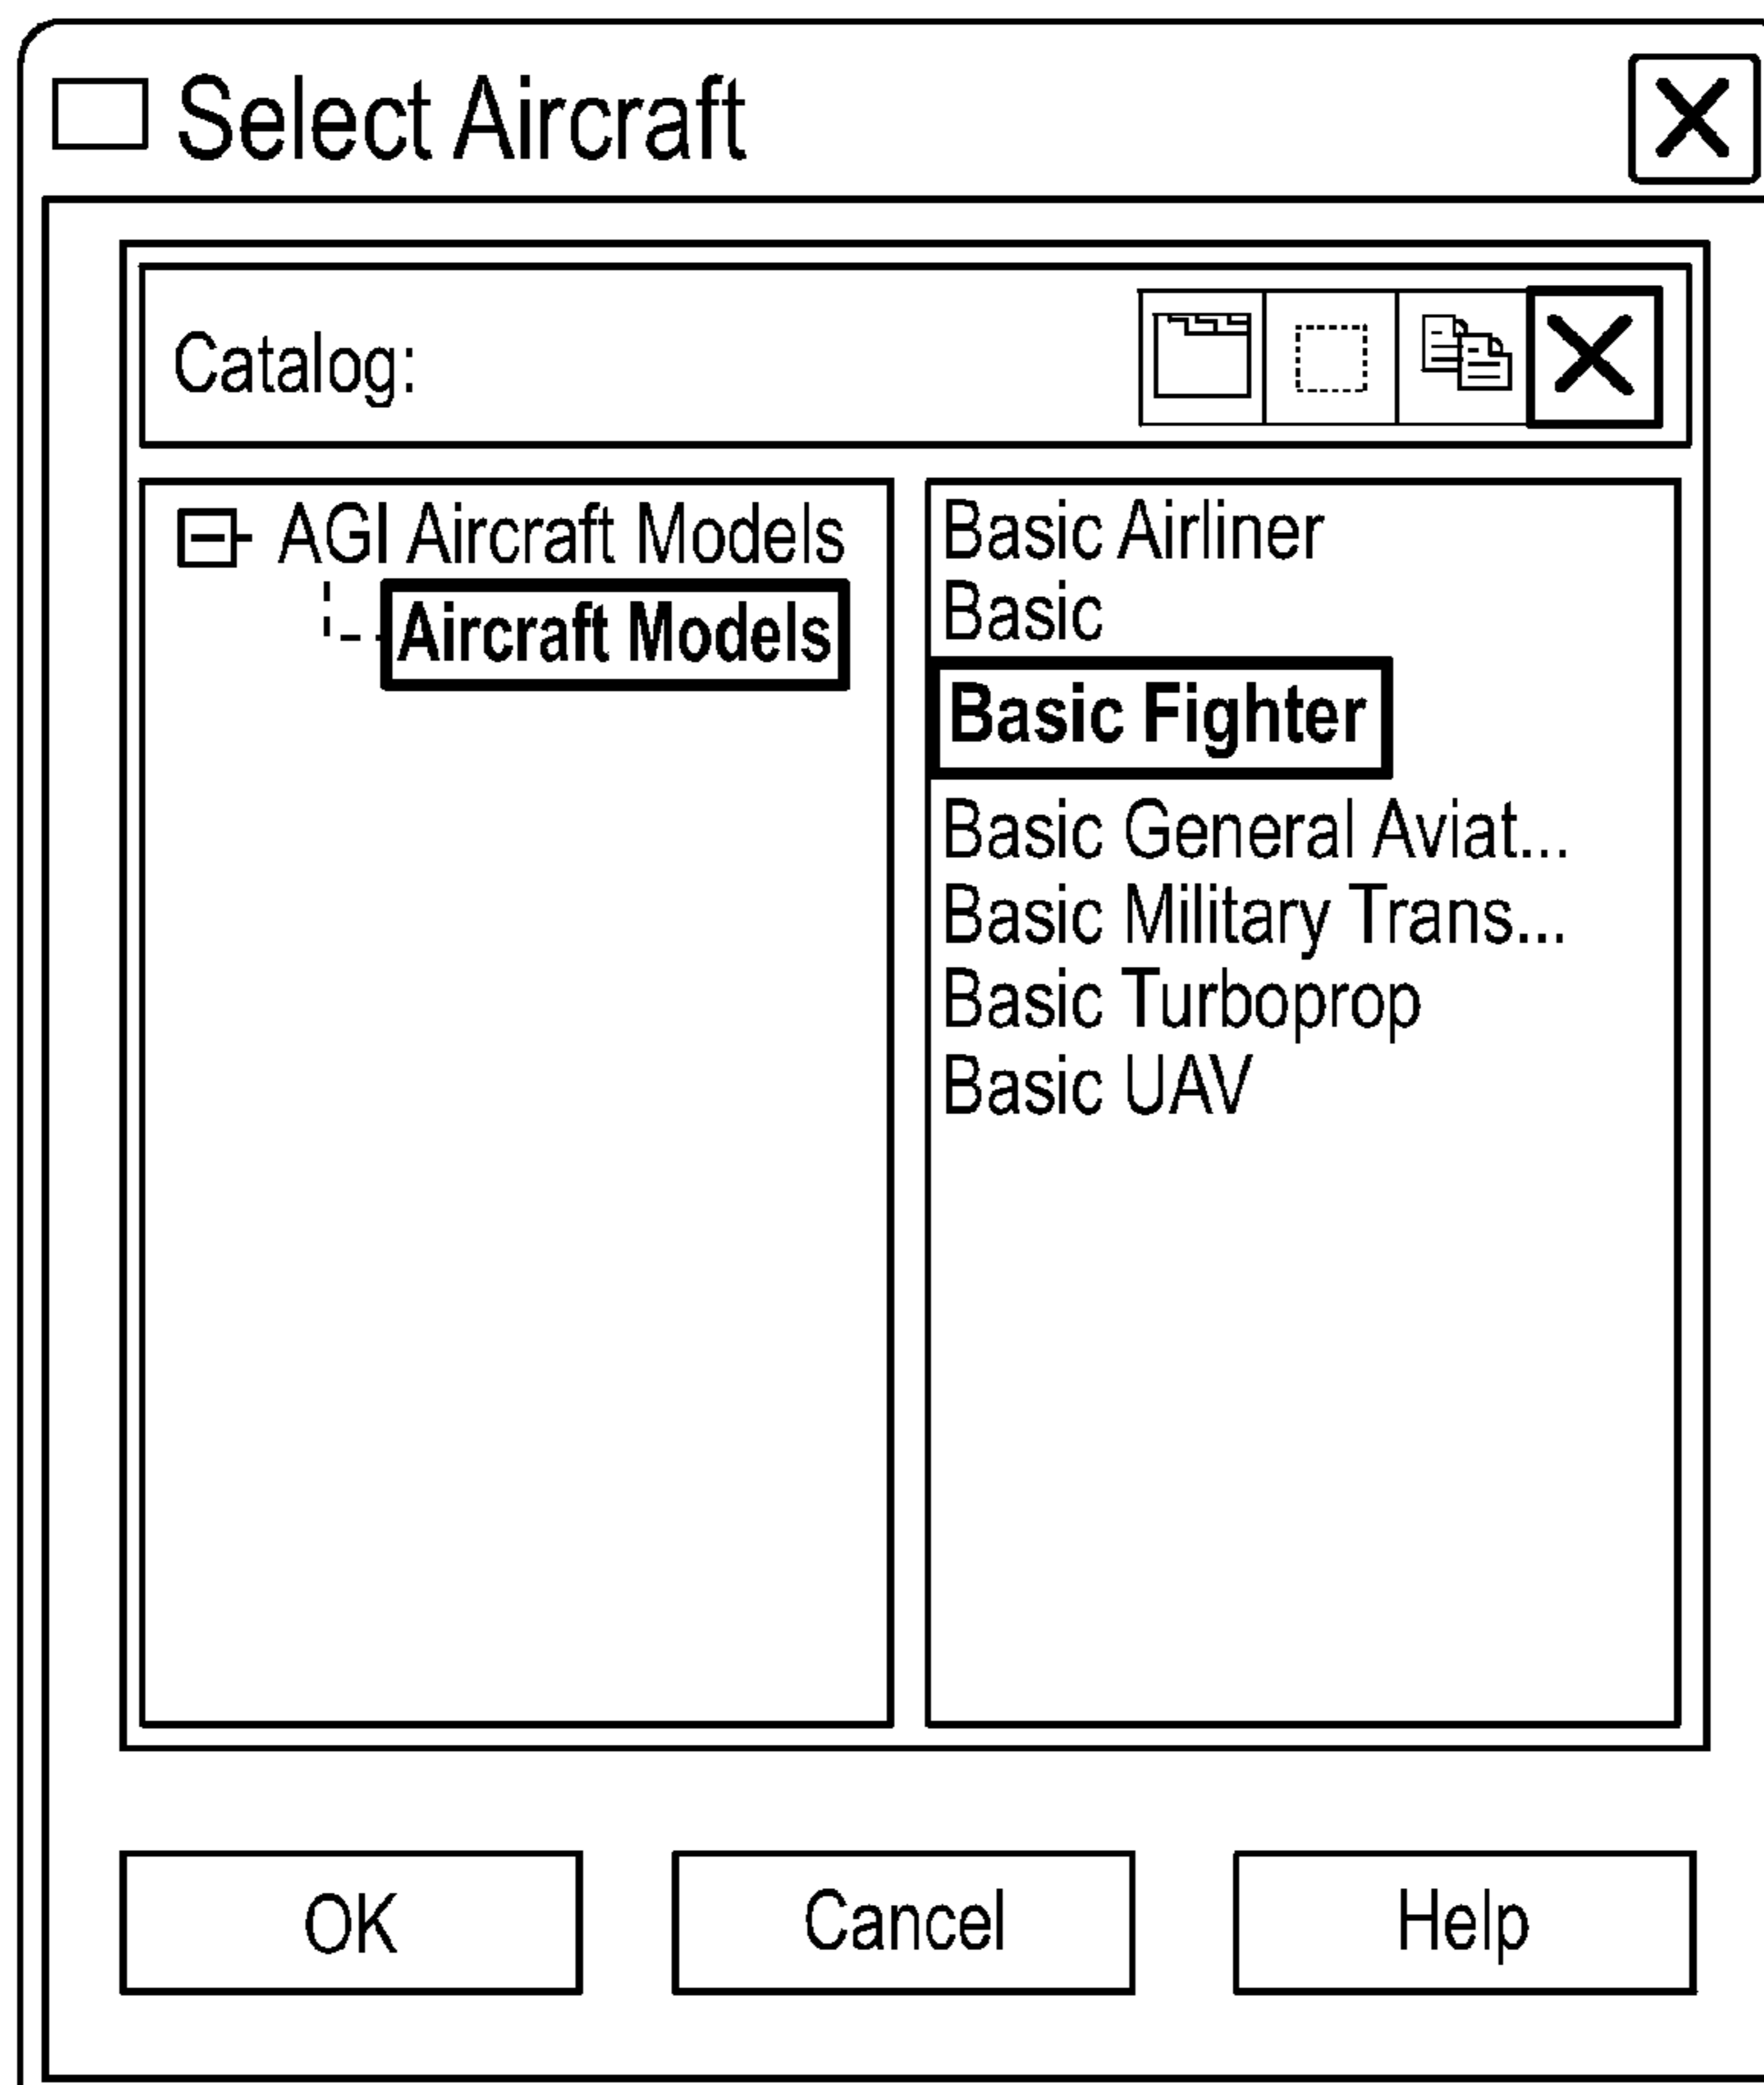 Select Aircraft
Catalog:
AGI Aircraft Models
Aircraft Models
Basic Airliner
Basic
Basic Fighter
Basic General Aviat...
Basic Military Trans...
Basic Turboprop
Basic UAV
OK
Cancel
Help